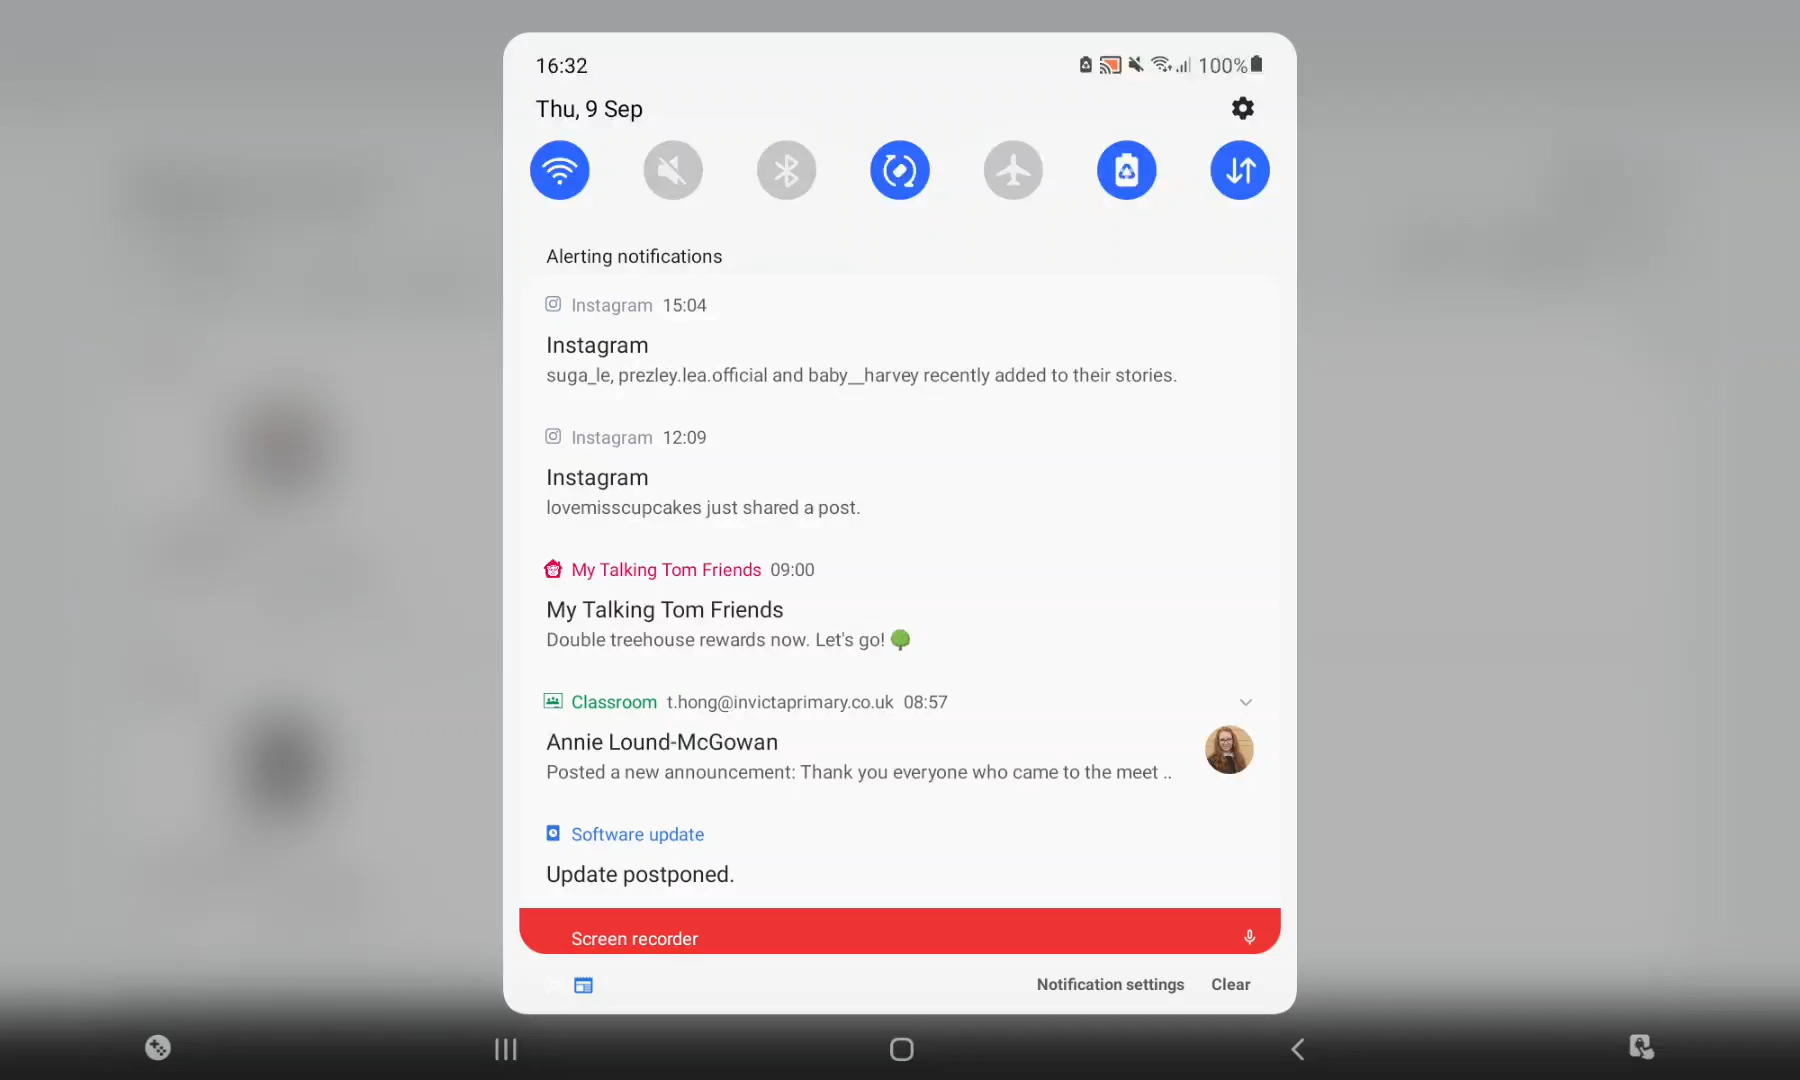 16:32
100%
Thu, 9 Sep
Alerting notifications
Instagram 15:04
Instagram
suga_le, prezley.lea.official and baby__harvey recently added to their stories.
Instagram 12:09
Instagram
lovemisscupcakes just shared a post.
My Talking Tom Friends 09:00
My Talking Tom Friends
Double treehouse rewards now. Let's go! 🌳
Classroom t.hong@invictaprimary.co.uk 08:57
Annie Lound-McGowan
Posted a new announcement: Thank you everyone who came to the meet ..
Software update
Update postponed.
Screen recorder
Notification settings Clear